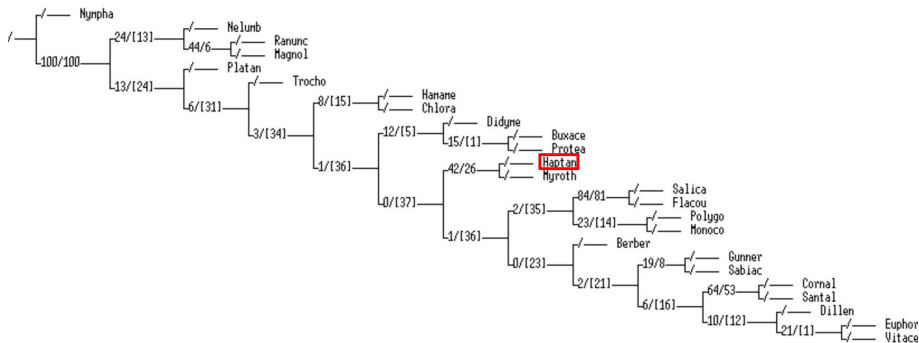 Nympha
Nelumb
24/[13]
Ranunc
44/6
Magnol
100/100
Platan
13/[24]
Trocho
6/[31]
Hamame
8/[15]
Chlora
Didyme
3/[34]
12/[5]
Buxace
15/[1]
Protea
Haptan
1/[36]
42/26
Myroth
Salica
84/81
Flacou
0/[37]
2/[35]
Polygo
23/[14]
Monoco
1/[36]
Berber
Gunner
0/[23]
19/8
Sabiac
2/[21]
Cornal
64/53
Santal
6/[16]
Dillen
10/[12]
Euphor
21/[1]
Vitace